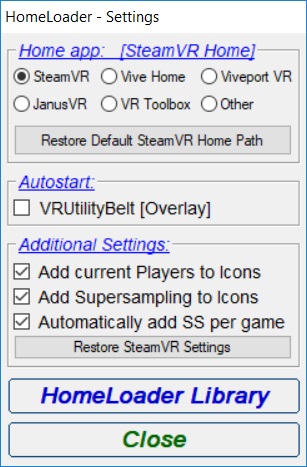 HomeLoader - Settings
Home app: [SteamVR Home]
SteamVR Vive Home Viveport VR
JanusVR VR Toolbox Other
Restore Default SteamVR Home Path
Autostart:
VRUtilityBelt [Overlay]
Additional Settings:
Add current Players to Icons
Add Supersampling to Icons
Automatically add SS per game
Restore SteamVR Settings
HomeLoader Library
Close